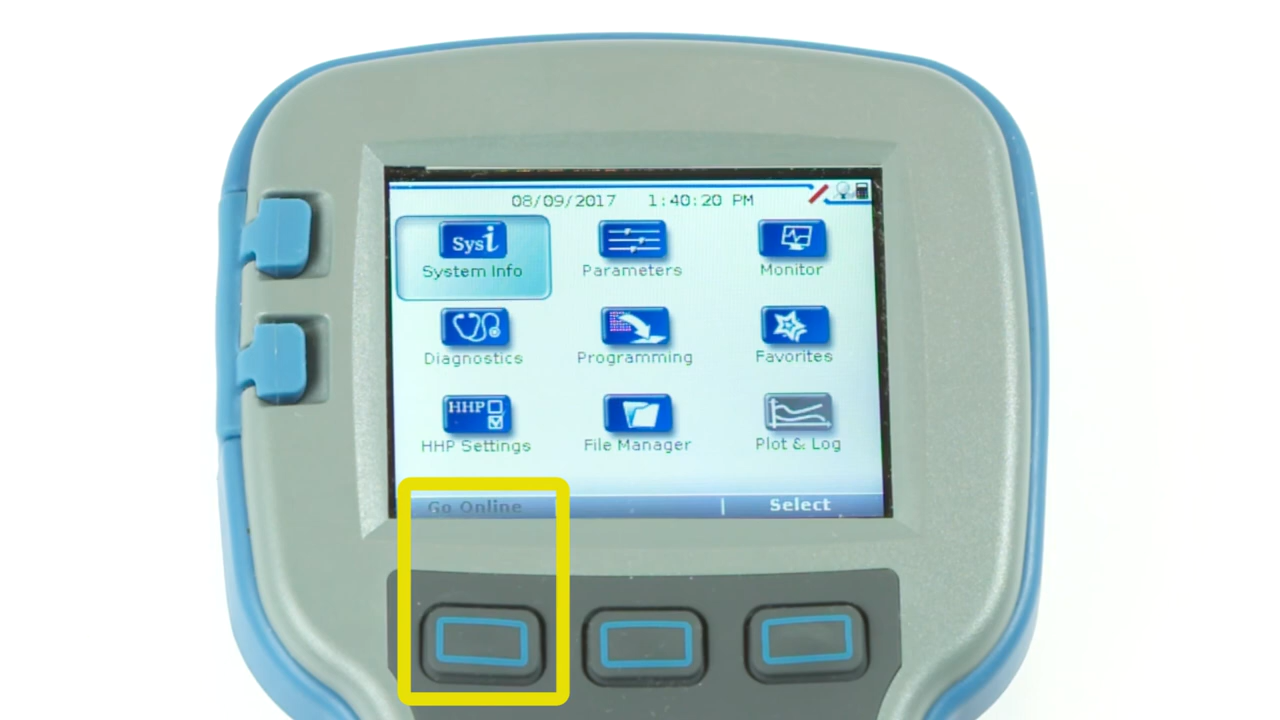 08/09/2017 1:40:20 PM
Sysi
System Info
Parameters
Monitor
Diagnostics
Programming
Favorites
HHP
HHP Settings
File Manager
Plot & Log
Go Online
Select